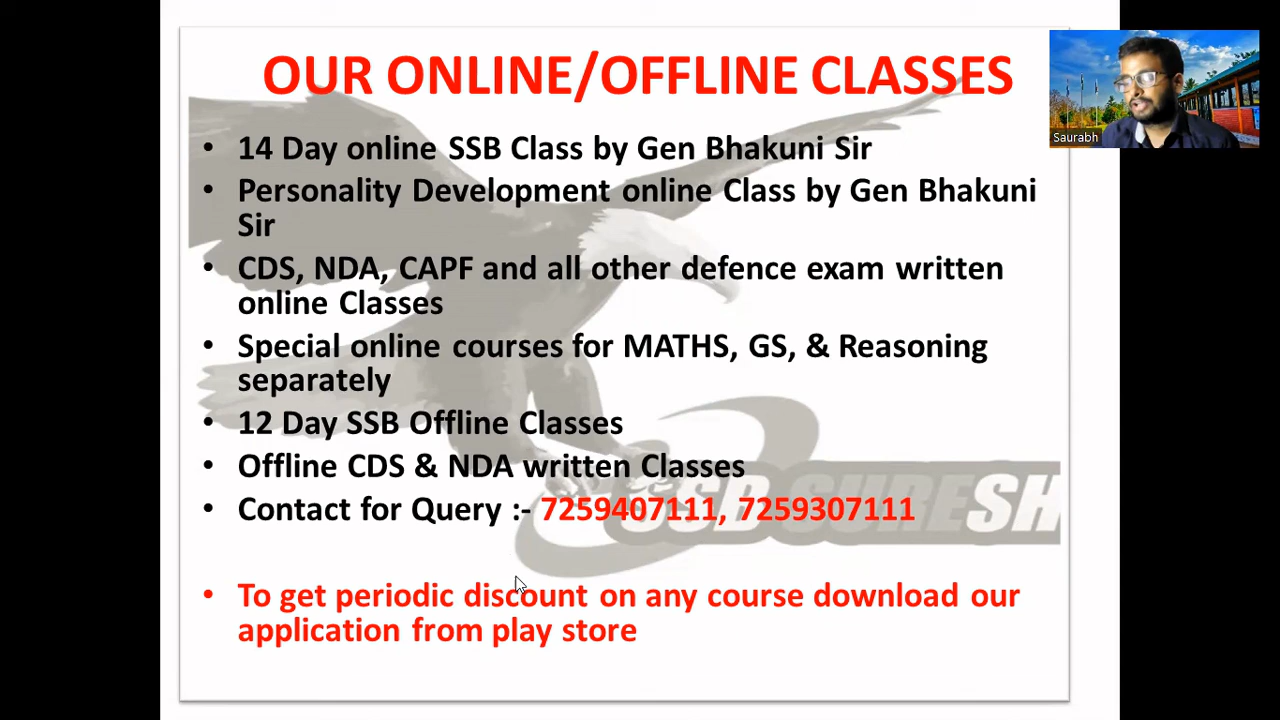 OUR ONLINE/OFFLINE CLASSES
Saurabh
• 14 Day online SSB Class by Gen Bhakuni Sir
• Personality Development online Class by Gen Bhakuni
Sir
• CDS, NDA, CAPF and all other defence exam written
online Classes
• Special online courses for MATHS, GS, & Reasoning
separately
• 12 Day SSB Offline Classes
• Offline CDS & NDA written Classes
• Contact for Query :- 7259407111, 7259307111
SSB SURESH
• To get periodic discount on any course download our
application from play store